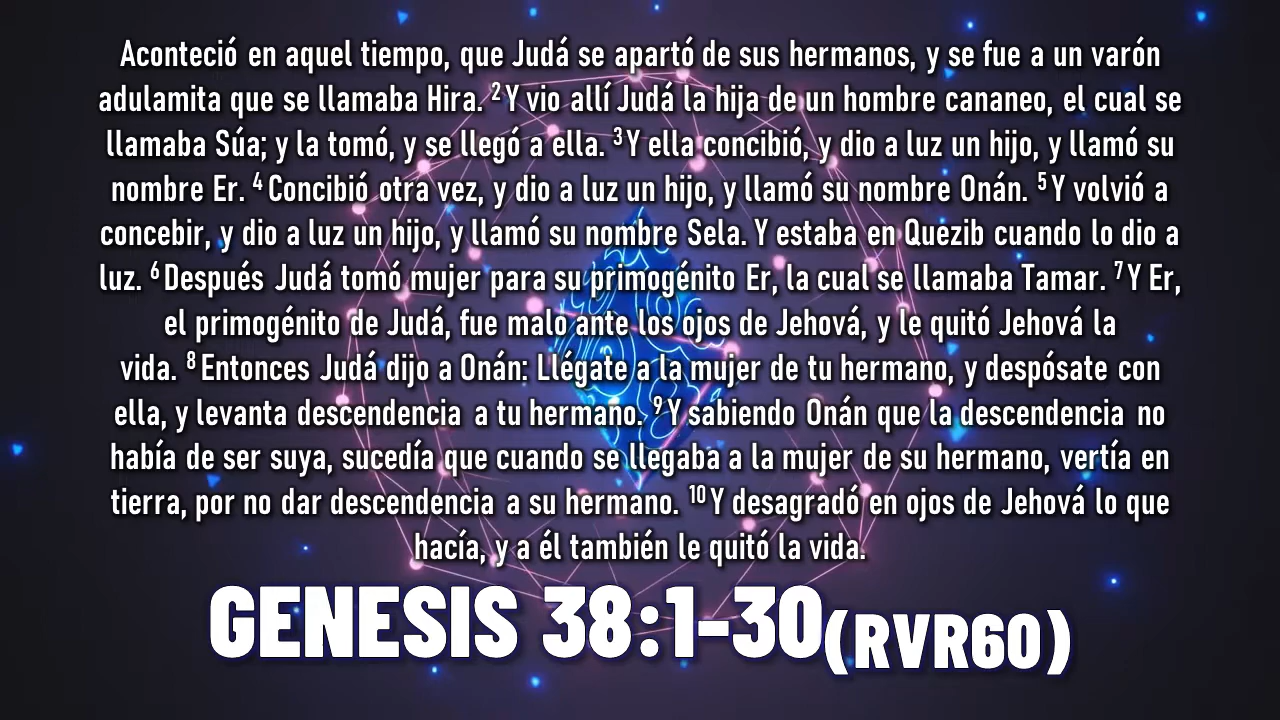 Aconteció en aquel tiempo, que Judá se apartó de sus hermanos, y se fue a un varón
adulamita que se llamaba Hira. 2 Y vio allí Judá la hija de un hombre cananeo, el cual se
llamaba Súa; y la tomó, y se llegó a ella. 3 Y ella concibió, y dio a luz un hijo, y llamó su
nombre Er. 4 Concibió otra vez, y dio a luz un hijo, y llamó su nombre Onán. 5 Y volvió a
concebir, y dio a luz un hijo, y llamó su nombre Sela. Y estaba en Quezib cuando lo dio a
luz. 6 Después Judá tomó mujer para su primogénito Er, la cual se llamaba Tamar. 7 Y Er,
el primogénito de Judá, fue malo ante los ojos de Jehová, y le quitó Jehová la
vida. 8 Entonces Judá dijo a Onán: Llégate a la mujer de tu hermano, y despósate con
ella, y levanta descendencia a tu hermano. 9 Y sabiendo Onán que la descendencia no
había de ser suya, sucedía que cuando se llegaba a la mujer de su hermano, vertía en
tierra, por no dar descendencia a su hermano. 10 Y desagradó en ojos de Jehová lo que
hacía, y a él también le quitó la vida.
GENESIS 38:1-30(RVR60)